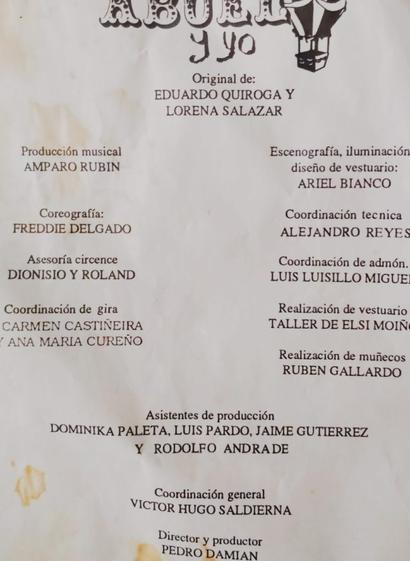 ABUEL
y yo
Original de:
EDUARDO QUIROGA Y
LORENA SALAZAR
Producción musical
AMPARO RUBIN
Escenografía, iluminación
diseño de vestuario:
ARIEL BIANCO
Coreografía:
FREDDIE DELGADO
Coordinación tecnica
ALEJANDRO REYES
Asesoría circence
DIONISIO Y ROLAND
Coordinación de admón.
LUIS LUISILLO MIGUEL
Coordinación de gira
CARMEN CASTIÑEIRA
Y ANA MARIA CUREÑO
Realización de vestuario
TALLER DE ELSI MOIÑO
Realización de muñecos
RUBEN GALLARDO
Asistentes de producción
DOMINIKA PALETA, LUIS PARDO, JAIME GUTIERREZ
Y RODOLFO ANDRADE
Coordinación general
VICTOR HUGO SALDIERNA
Director y productor
PEDRO DAMIAN